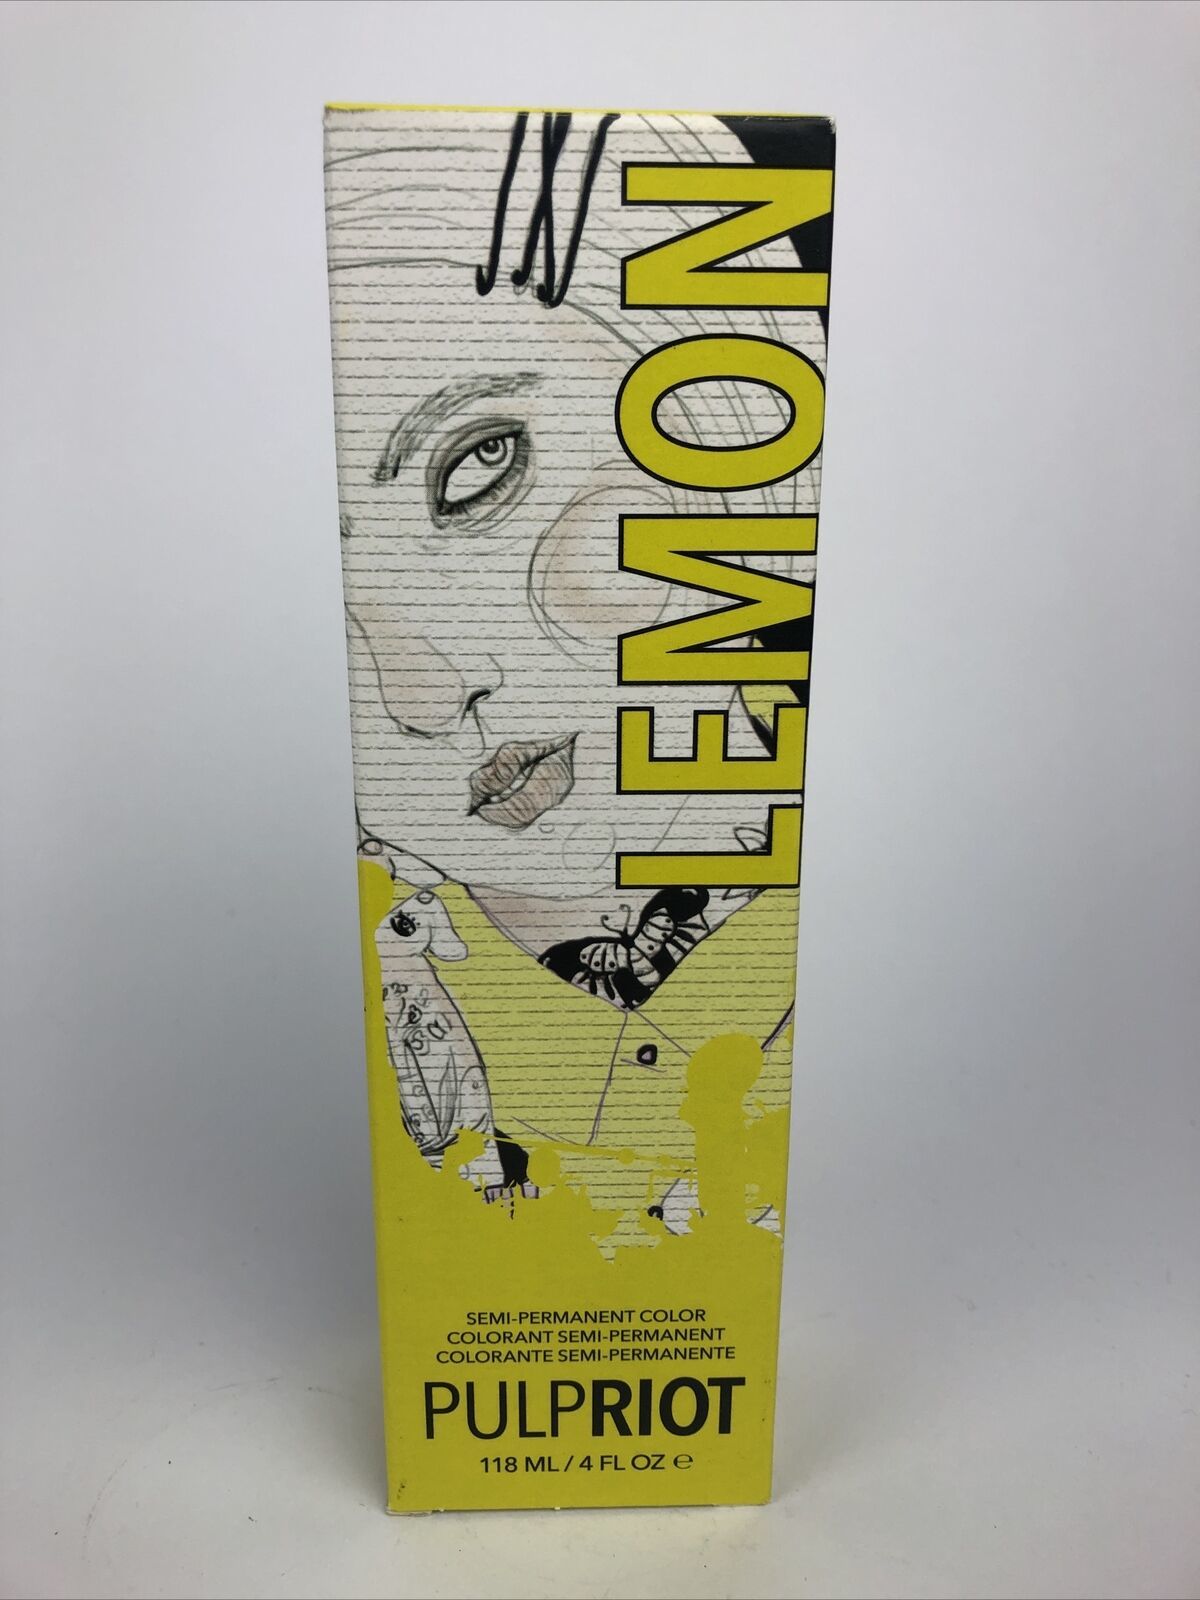 LEMON
SEMI-PERMANENT COLOR
COLORANT SEMI-PERMANENT
COLORANTE SEMI-PERMANENTE
PULPRIOT
118 ML / 4 FL OZ ℮